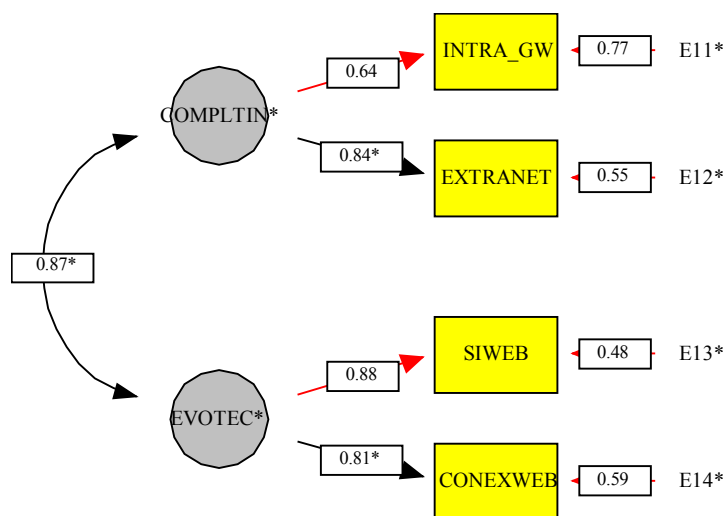 INTRA_GW
0.77
E11*
0.64
COMPLTIN*
0.84*
EXTRANET
0.55
E12*
0.87*
SIWEB
0.48
E13*
0.88
EVOTEC*
0.81*
CONEXWEB
0.59
E14*